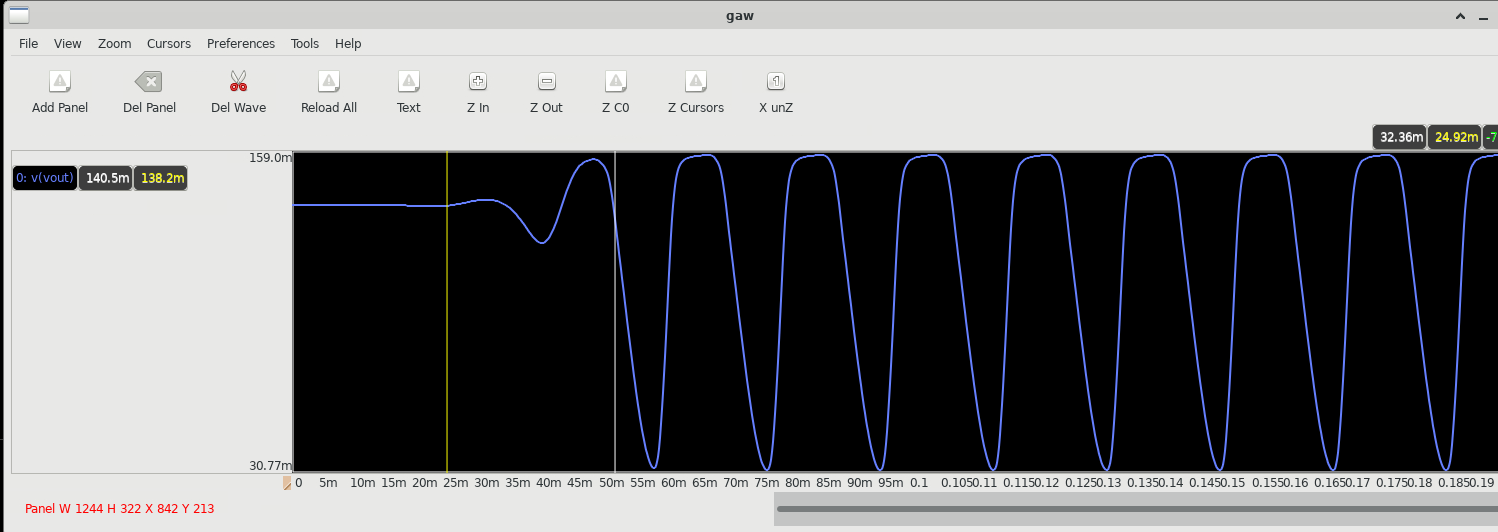 gaw
File View Zoom Cursors Preferences Tools Help
Add Panel Del Panel Del Wave Reload All Text Z In Z Out Z C0 Z Cursors X unZ
32.36m 24.92m -7
159.0m
0: v(vout) 140.5m 138.2m
30.77m
0 5m 10m 15m 20m 25m 30m 35m 40m 45m 50m 55m 60m 65m 70m 75m 80m 85m 90m 95m 0.1 0.105 0.11 0.115 0.12 0.125 0.13 0.135 0.14 0.145 0.15 0.155 0.16 0.165 0.17 0.175 0.18 0.185 0.19
Panel W 1244 H 322 X 842 Y 213